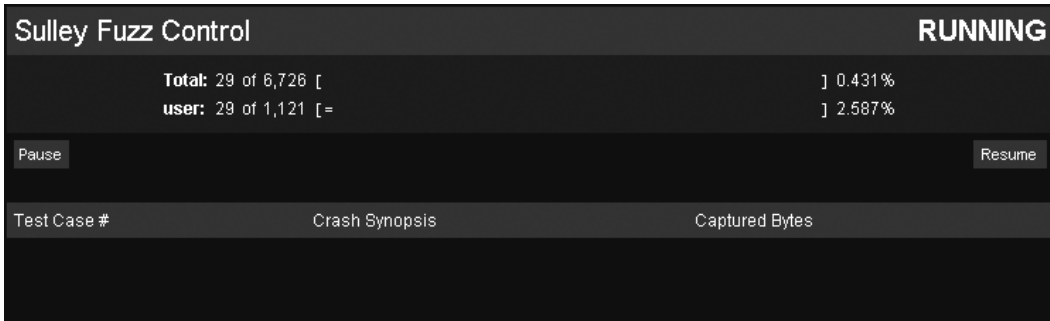 Sulley Fuzz Control RUNNING
Total: 29 of 6,726 [ ] 0.431%
user: 29 of 1,121 [= ] 2.587%
Pause Resume
Test Case # Crash Synopsis Captured Bytes